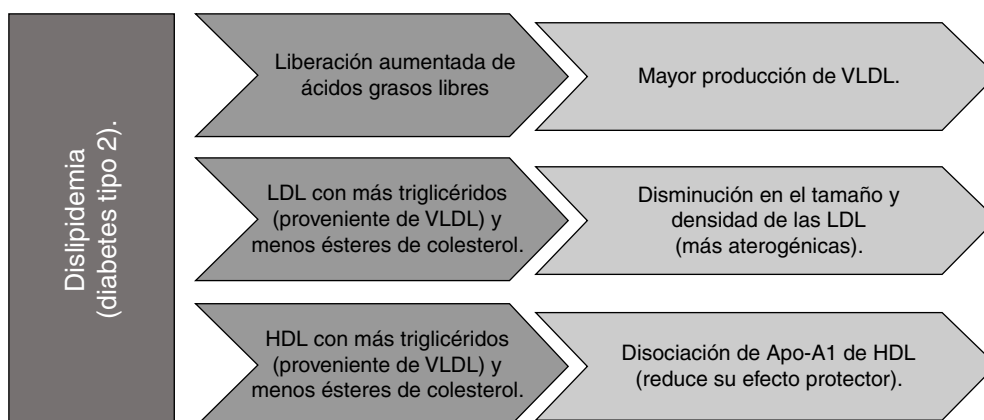 Dislipidemia
(diabetes tipo 2).
Liberación aumentada de
ácidos grasos libres
Mayor producción de VLDL.
LDL con más triglicéridos
(proveniente de VLDL) y
menos ésteres de colesterol.
Disminución en el tamaño y
densidad de las LDL
(más aterogénicas).
HDL con más triglicéridos
(proveniente de VLDL) y
menos ésteres de colesterol.
Disociación de Apo-A1 de HDL
(reduce su efecto protector).